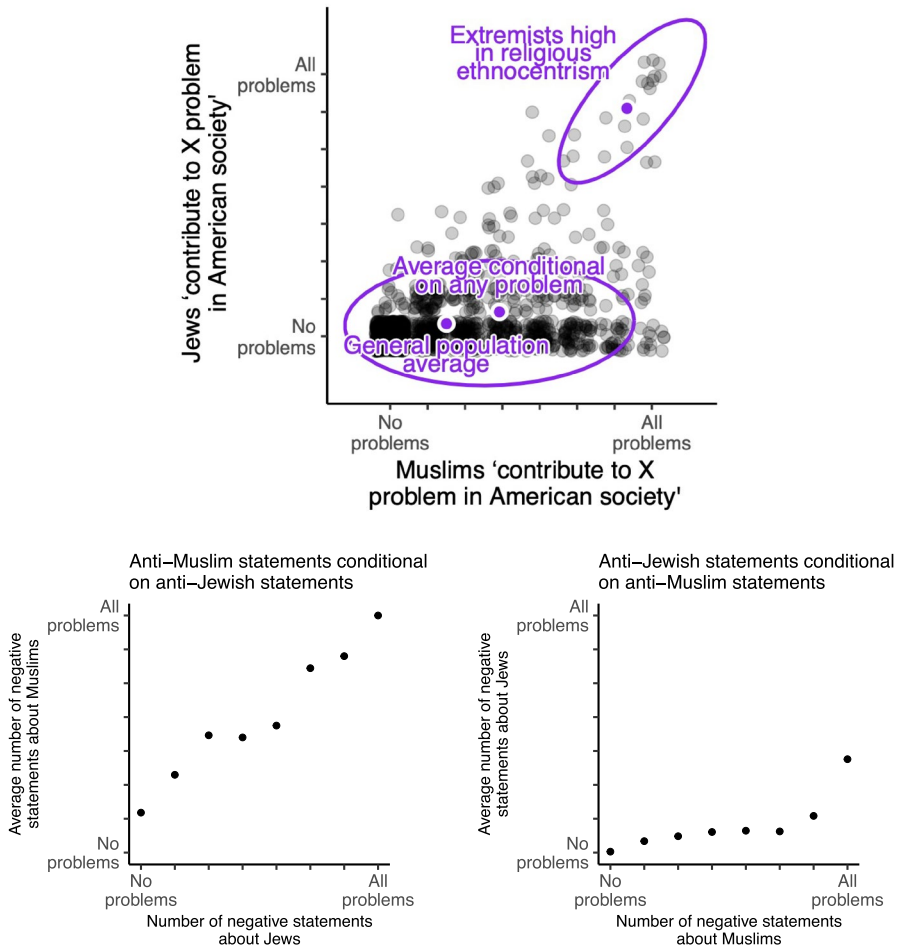 Extremists high
in religious
ethnocentrism
All
problems
Jews ‘contribute to X problem
in American society'
Average conditional
on any problem
No
problems
General population
average
No
problems
All
problems
Muslims ‘contribute to X
problem in American society'
Anti−Muslim statements conditional
on anti−Jewish statements
All
problems
Average number of negative
statements about Muslims
No
problems
No
problems
All
problems
Number of negative statements
about Jews
Anti−Jewish statements conditional
on anti−Muslim statements
All
problems
Average number of negative
statements about Jews
No
problems
No
problems
All
problems
Number of negative statements
about Muslims